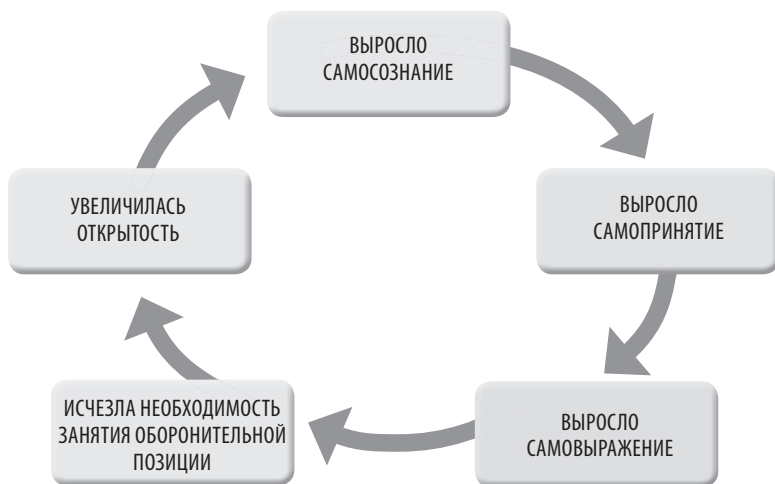 ВЫРОСЛО
САМОСОЗНАНИЕ
ВЫРОСЛО
САМОПРИНЯТИЕ
ВЫРОСЛО
САМОВЫРАЖЕНИЕ
ИСЧЕЗЛА НЕОБХОДИМОСТЬ
ЗАНЯТИЯ ОБОРОНИТЕЛЬНОЙ
ПОЗИЦИИ
УВЕЛИЧИЛАСЬ
ОТКРЫТОСТЬ